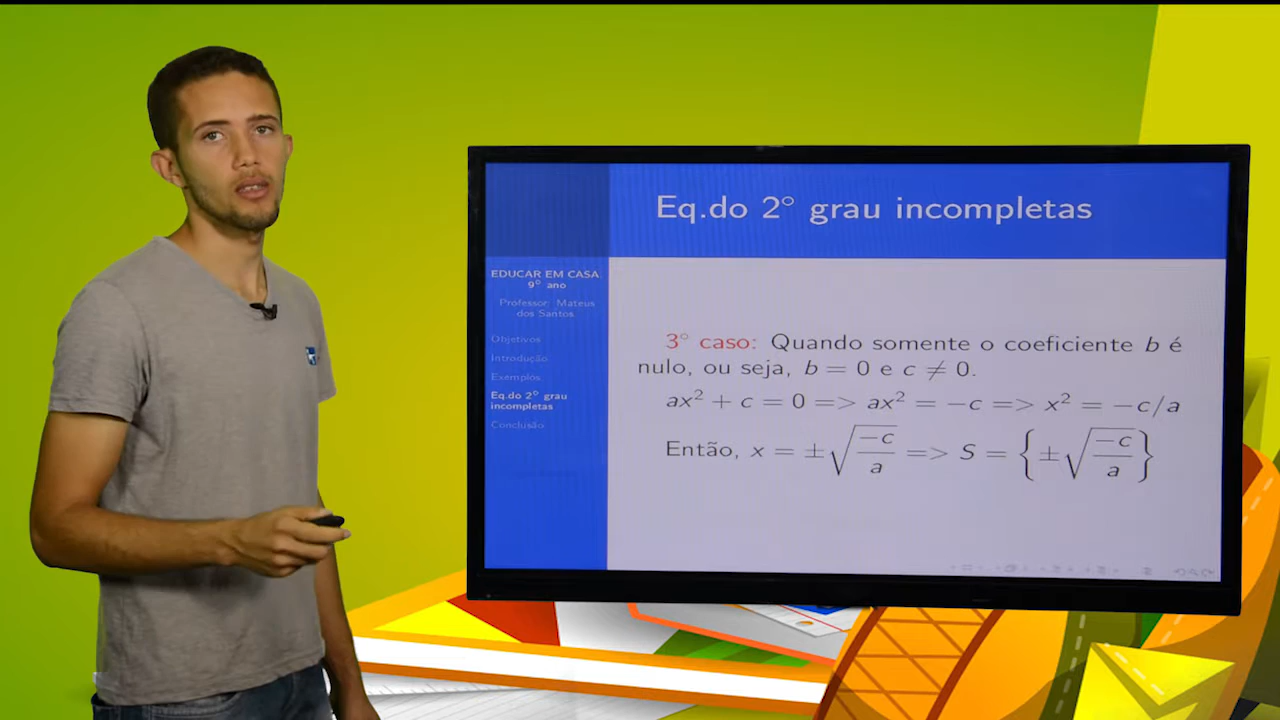 Eq.do 2° grau incompletas
EDUCAR EM CASA
9° ano
Professor: Mateus
dos Santos
Objetivos
Introdução
Exemplos
Eq.do 2° grau
incompletas
Conclusão
3° caso: Quando somente o coeficiente b é
nulo, ou seja, b = 0 e c ≠ 0.
ax² + c = 0 => ax² = −c => x² = −c/a
Então, x = ±√(−c/a) => S = {±√(−c/a)}